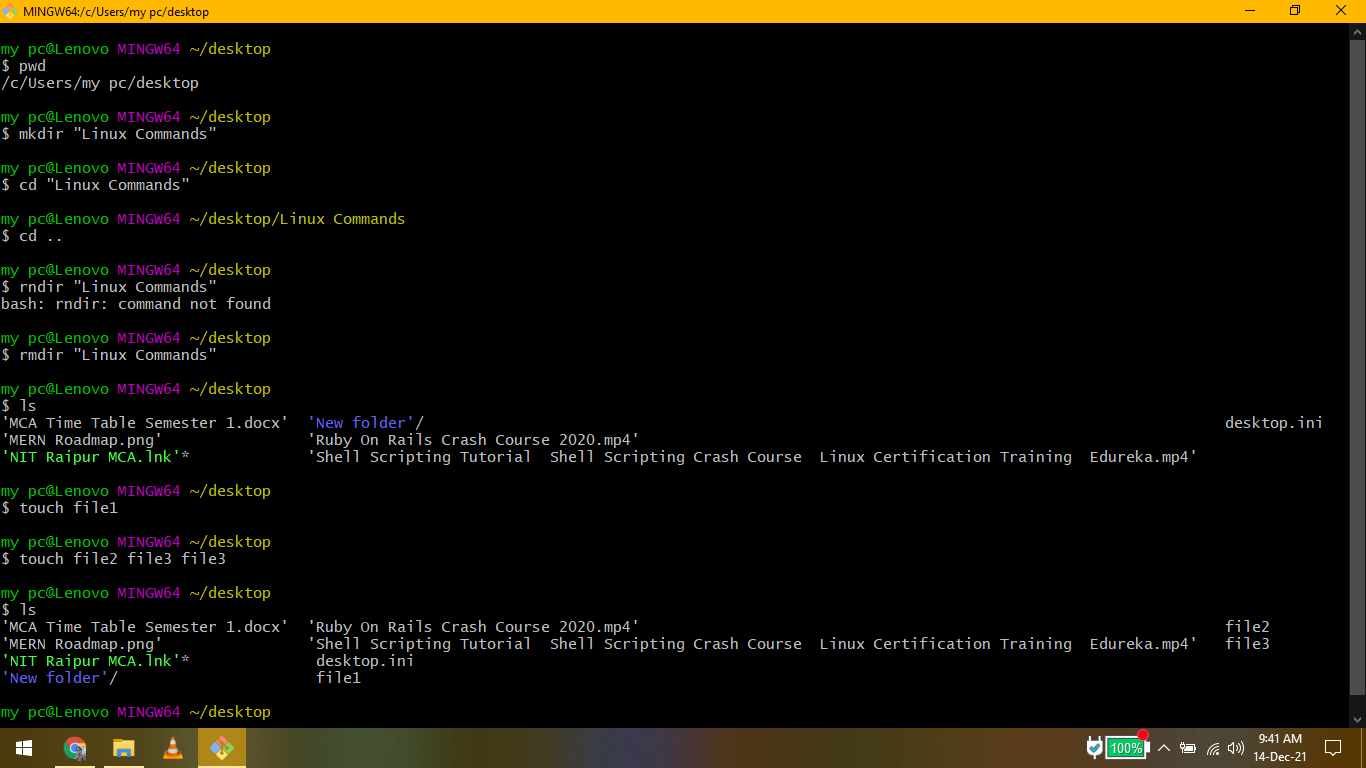 MINGW64:/c/Users/my pc/desktop
my pc@Lenovo MINGW64 ~/desktop
$ pwd
/c/Users/my pc/desktop
my pc@Lenovo MINGW64 ~/desktop
$ mkdir "Linux Commands"
my pc@Lenovo MINGW64 ~/desktop
$ cd "Linux Commands"
my pc@Lenovo MINGW64 ~/desktop/Linux Commands
$ cd ..
my pc@Lenovo MINGW64 ~/desktop
$ rndir "Linux Commands"
bash: rndir: command not found
my pc@Lenovo MINGW64 ~/desktop
$ rmdir "Linux Commands"
my pc@Lenovo MINGW64 ~/desktop
$ ls
'MCA Time Table Semester 1.docx'  'New folder'/  desktop.ini
'MERN Roadmap.png'  'Ruby On Rails Crash Course 2020.mp4'
'NIT Raipur MCA.lnk'*  'Shell Scripting Tutorial  Shell Scripting Crash Course  Linux Certification Training  Edureka.mp4'
my pc@Lenovo MINGW64 ~/desktop
$ touch file1
my pc@Lenovo MINGW64 ~/desktop
$ touch file2 file3 file3
my pc@Lenovo MINGW64 ~/desktop
$ ls
'MCA Time Table Semester 1.docx'  'Ruby On Rails Crash Course 2020.mp4'  file2
'MERN Roadmap.png'  'Shell Scripting Tutorial  Shell Scripting Crash Course  Linux Certification Training  Edureka.mp4'  file3
'NIT Raipur MCA.lnk'*  desktop.ini
'New folder'/  file1
my pc@Lenovo MINGW64 ~/desktop
100%
9:41 AM
14-Dec-21